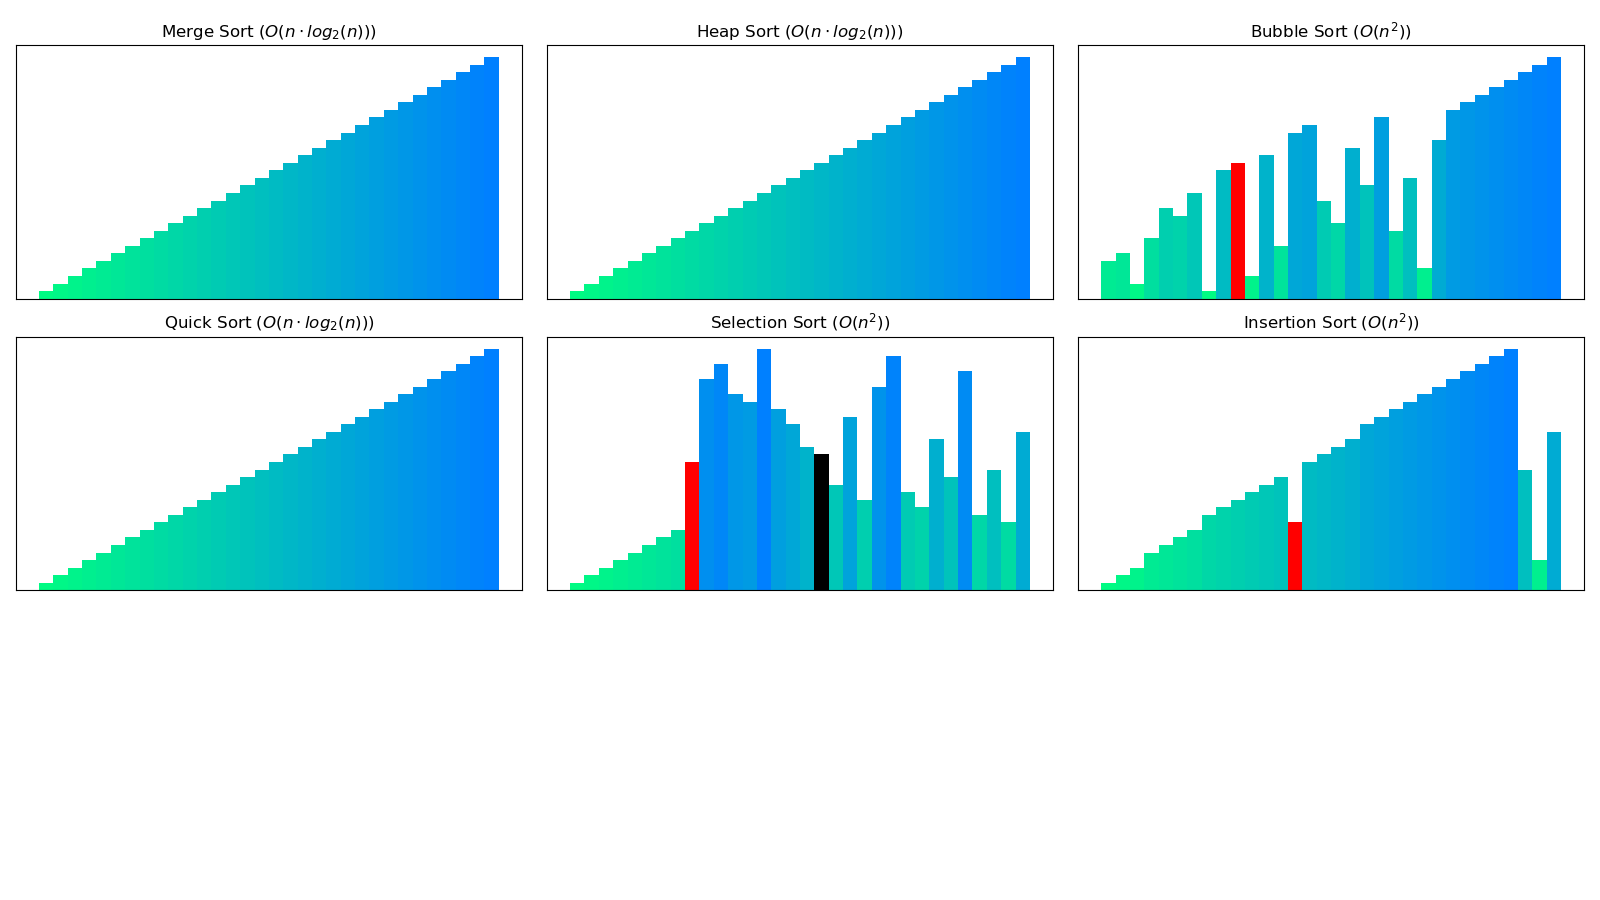 Merge Sort (O(n · log₂(n)))
Heap Sort (O(n · log₂(n)))
Bubble Sort (O(n²))
Quick Sort (O(n · log₂(n)))
Selection Sort (O(n²))
Insertion Sort (O(n²))